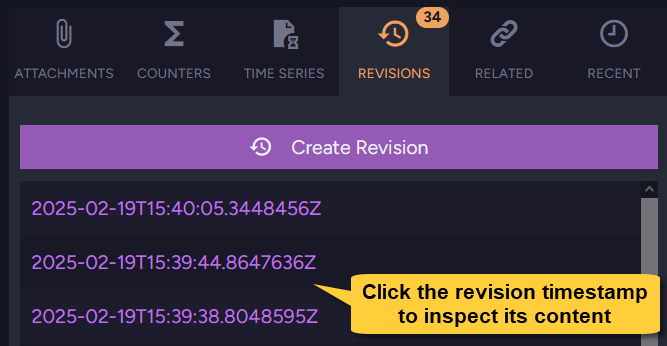 34
ATTACHMENTS COUNTERS TIME SERIES REVISIONS RELATED RECENT
Create Revision
2025-02-19T15:40:05.3448456Z
2025-02-19T15:39:44.8647636Z
2025-02-19T15:39:38.8048595Z
Click the revision timestamp
to inspect its content